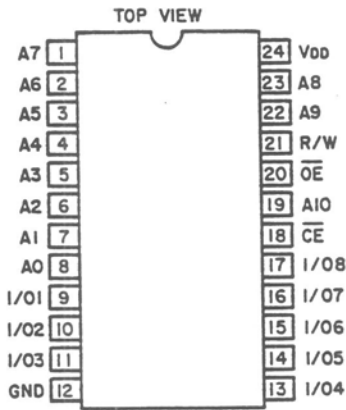 TOP VIEW
A7 1 24 VDD
A6 2 23 A8
A5 3 22 A9
A4 4 21 R/W
A3 5 20 O̅E̅
A2 6 19 A10
A1 7 18 C̅E̅
A0 8 17 I/O8
I/O1 9 16 I/O7
I/O2 10 15 I/O6
I/O3 11 14 I/O5
GND 12 13 I/O4